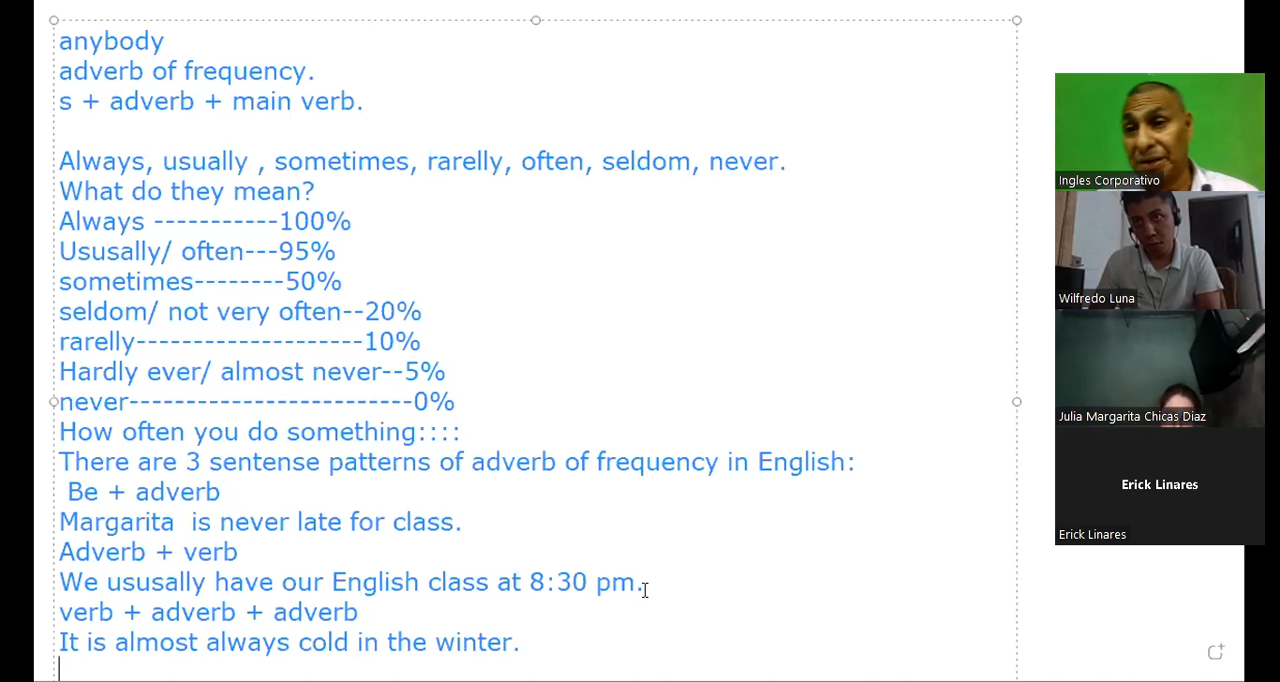 anybody
adverb of frequency.
s + adverb + main verb.
Always, usually , sometimes, rarelly, often, seldom, never.
What do they mean?
Always -----------100%
Ususally/ often---95%
sometimes--------50%
seldom/ not very often--20%
rarelly--------------------10%
Hardly ever/ almost never--5%
never-------------------------0%
How often you do something::::
There are 3 sentense patterns of adverb of frequency in English:
Be + adverb
Margarita  is never late for class.
Adverb + verb
We ususally have our English class at 8:30 pm.
verb + adverb + adverb
It is almost always cold in the winter.
Ingles Corporativo
Wilfredo Luna
Julia Margarita Chicas Diaz
Erick Linares
Erick Linares